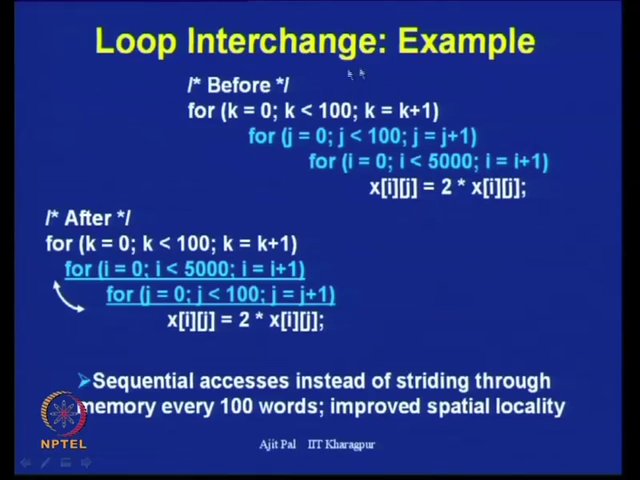 Loop Interchange: Example
/* Before */
for (k = 0; k < 100; k = k+1)
for (j = 0; j < 100; j = j+1)
for (i = 0; i < 5000; i = i+1)
x[i][j] = 2 * x[i][j];
/* After */
for (k = 0; k < 100; k = k+1)
for (i = 0; i < 5000; i = i+1)
for (j = 0; j < 100; j = j+1)
x[i][j] = 2 * x[i][j];
Sequential accesses instead of striding through
memory every 100 words; improved spatial locality
NPTEL
Ajit Pal IIT Kharagpur